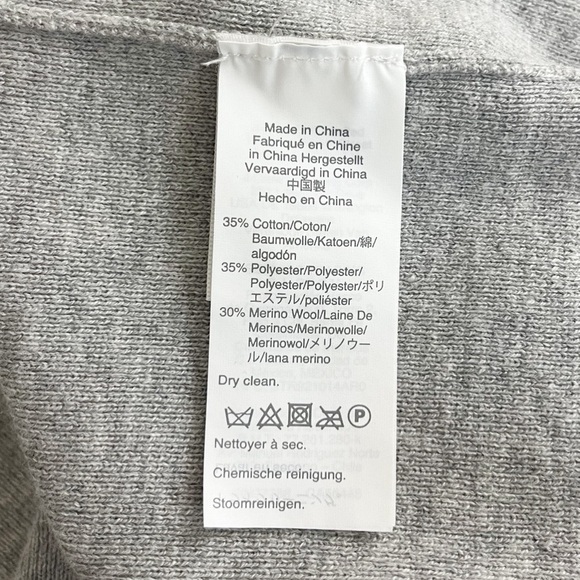 Made in China
Fabriqué en Chine
in China Hergestellt
Vervaardigd in China
中国製
Hecho en China
35% Cotton/Coton/
Baumwolle/Katoen/綿/
algodón
35% Polyester/Polyester/
Polyester/Polyester/ポリ
エステル/poliéster
30% Merino Wool/Laine De
Merinos/Merinowolle/
Merinowol/メリノウー
ル/lana merino
Dry clean.
P
Nettoyer à sec.
Chemische reinigung.
Stoomreinigen.